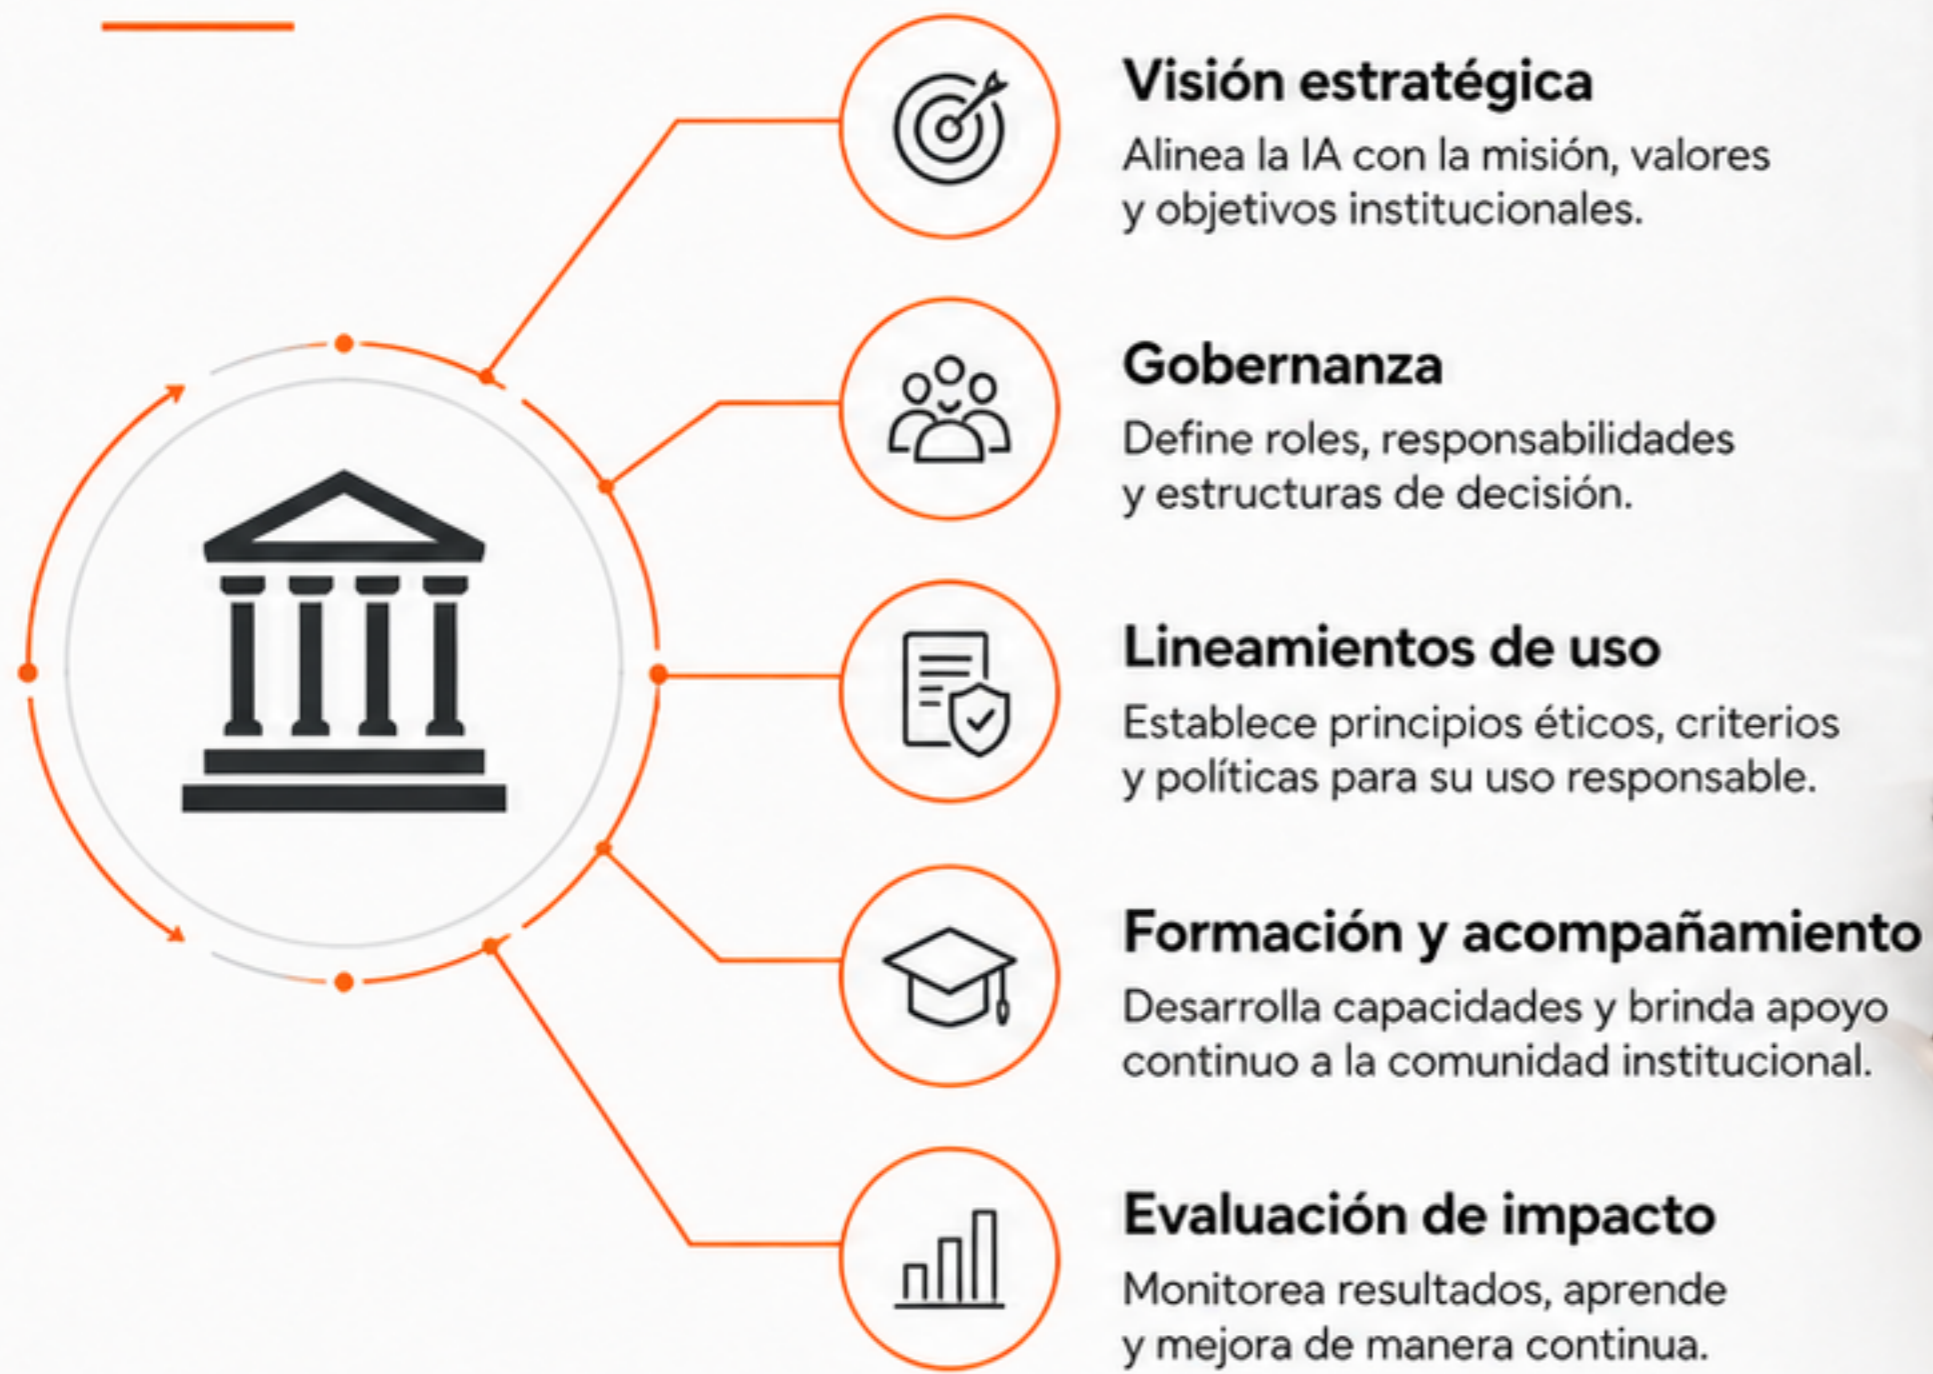 Visión estratégica
Alinea la IA con la misión, valores
y objetivos institucionales.
Gobernanza
Define roles, responsabilidades
y estructuras de decisión.
Lineamientos de uso
Establece principios éticos, criterios
y políticas para su uso responsable.
Formación y acompañamiento
Desarrolla capacidades y brinda apoyo
continuo a la comunidad institucional.
Evaluación de impacto
Monitorea resultados, aprende
y mejora de manera continua.